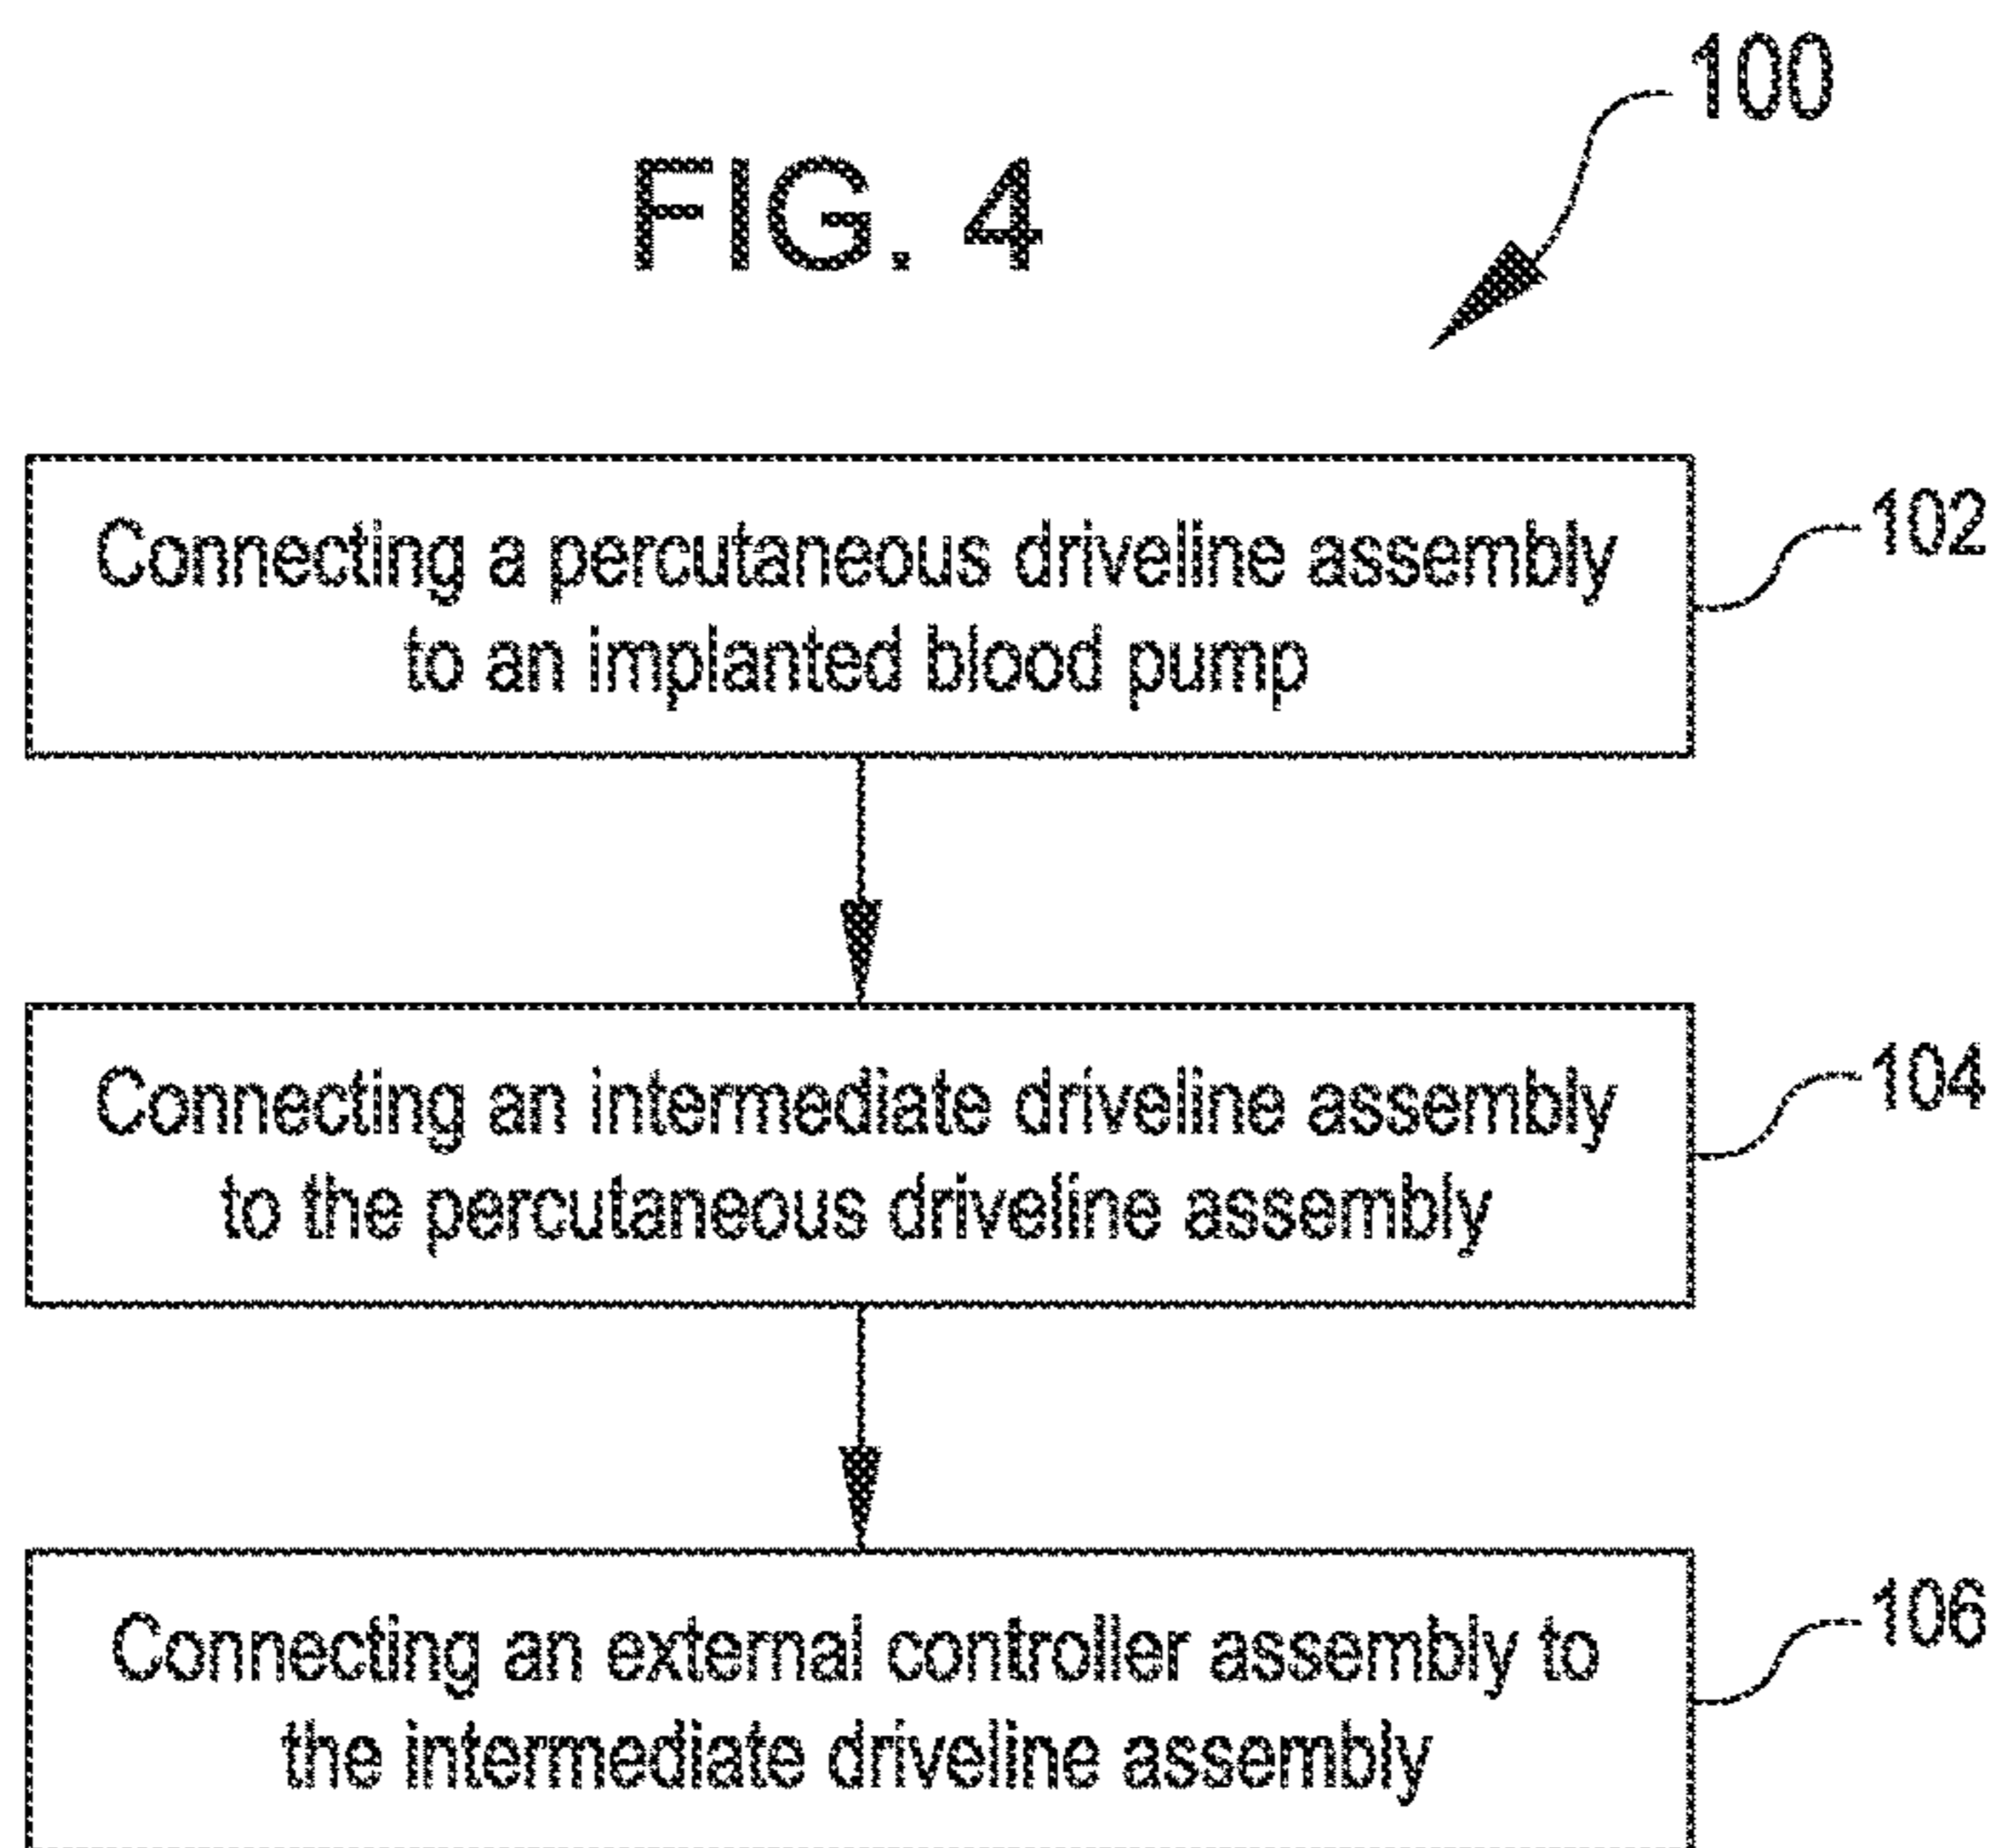 100
FIG. 4
Connecting a percutaneous driveline assembly
to an implanted blood pump
102
Connecting an intermediate driveline assembly
to the percutaneous driveline assembly
104
Connecting an external controller assembly to
the intermediate driveline assembly
106